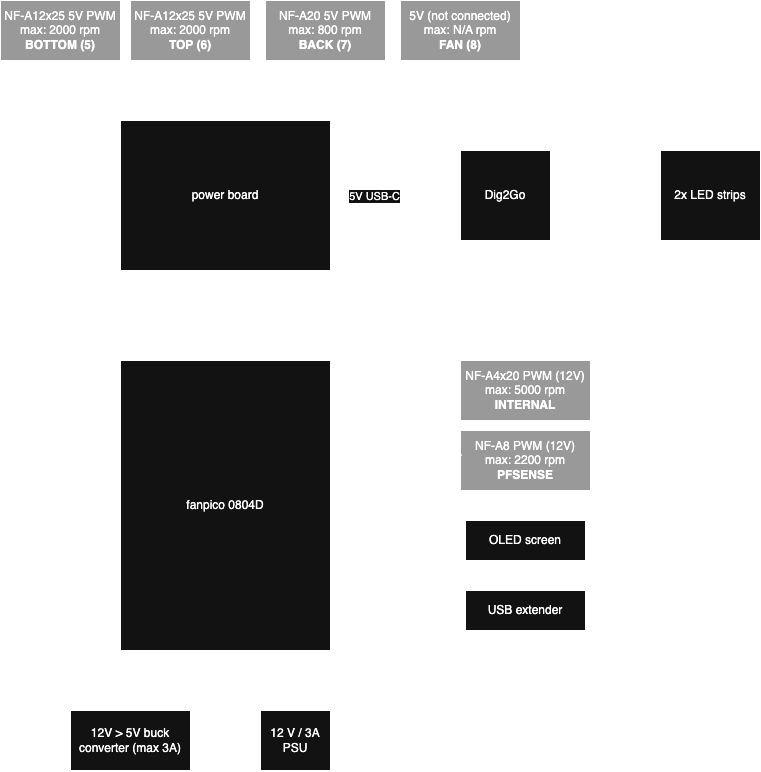 NF-A12x25 5V PWM
max: 2000 rpm
BOTTOM (5)
NF-A12x25 5V PWM
max: 2000 rpm
TOP (6)
NF-A20 5V PWM
max: 800 rpm
BACK (7)
5V (not connected)
max: N/A rpm
FAN (8)
power board
5V USB-C
Dig2Go
2x LED strips
NF-A4x20 PWM (12V)
max: 5000 rpm
INTERNAL
NF-A8 PWM (12V)
max: 2200 rpm
PFSENSE
fanpico 0804D
OLED screen
USB extender
12V > 5V buck
converter (max 3A)
12 V / 3A
PSU